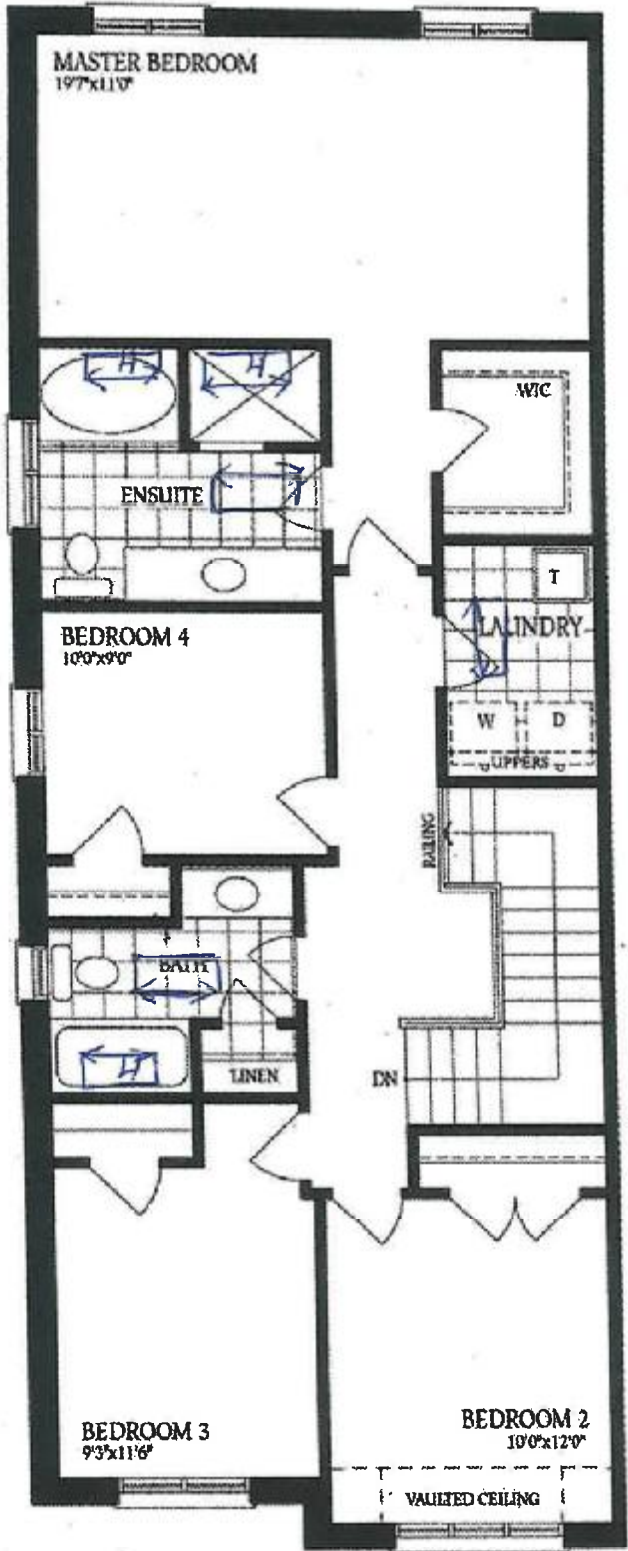 MASTER BEDROOM
19'7"x11'0"
H
H
WIC
ENSUITE
T
BEDROOM 4
10'0"x9'0"
LAUNDRY
W
D
UPPERS
RAILING
BATH
H
LINEN
DN
BEDROOM 3
9'3"x11'6"
BEDROOM 2
10'0"x12'0"
VAULTED CEILING